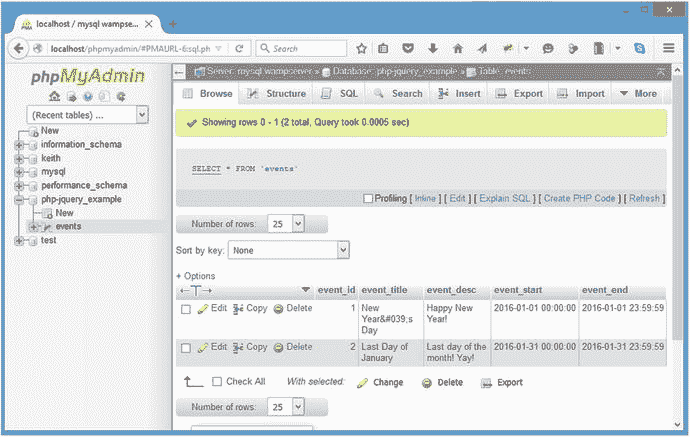 localhost / mysql wampser...
localhost/phpmyadmin/#PMAURL-6:sql.ph
Search
phpMyAdmin
(Recent tables) ...
New
information_schema
keith
mysql
performance_schema
php-jquery_example
New
events
test
Server: mysql wampserver » Database: php-jquery_example » Table: events
Browse Structure SQL Search Insert Export Import More
Showing rows 0 - 1 (2 total, Query took 0.0005 sec)
SELECT * FROM `events`
Profiling [ Inline ] [ Edit ] [ Explain SQL ] [ Create PHP Code ] [ Refresh ]
Number of rows: 25
Sort by key: None
+ Options
event_id event_title event_desc event_start event_end
Edit Copy Delete 1 New Year&#039;s Day Happy New Year! 2016-01-01 00:00:00 2016-01-01 23:59:59
Edit Copy Delete 2 Last Day of January Last day of the month! Yay! 2016-01-31 00:00:00 2016-01-31 23:59:59
Check All With selected: Change Delete Export
Number of rows: 25